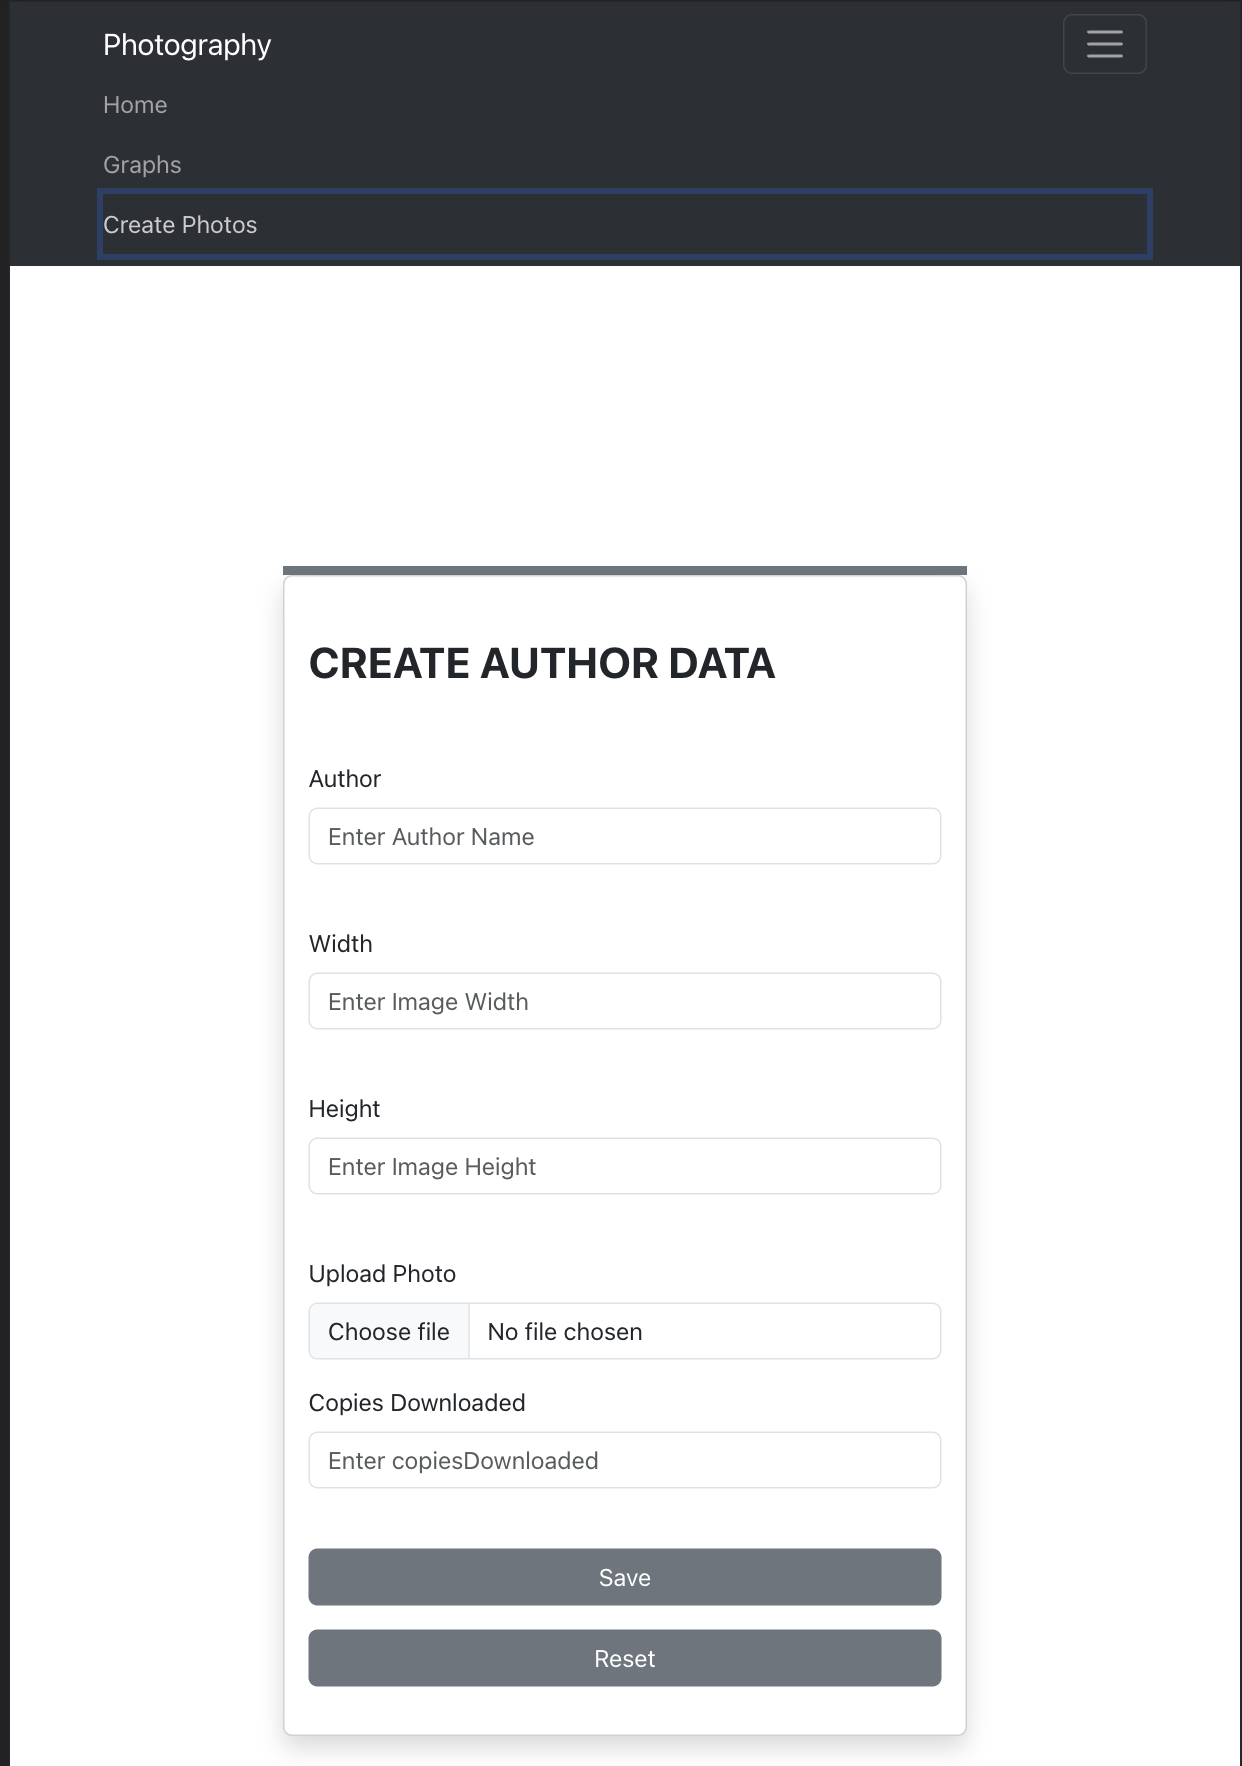 Photography
Home
Graphs
Create Photos
CREATE AUTHOR DATA
Author
Enter Author Name
Width
Enter Image Width
Height
Enter Image Height
Upload Photo
Choose file No file chosen
Copies Downloaded
Enter copiesDownloaded
Save
Reset